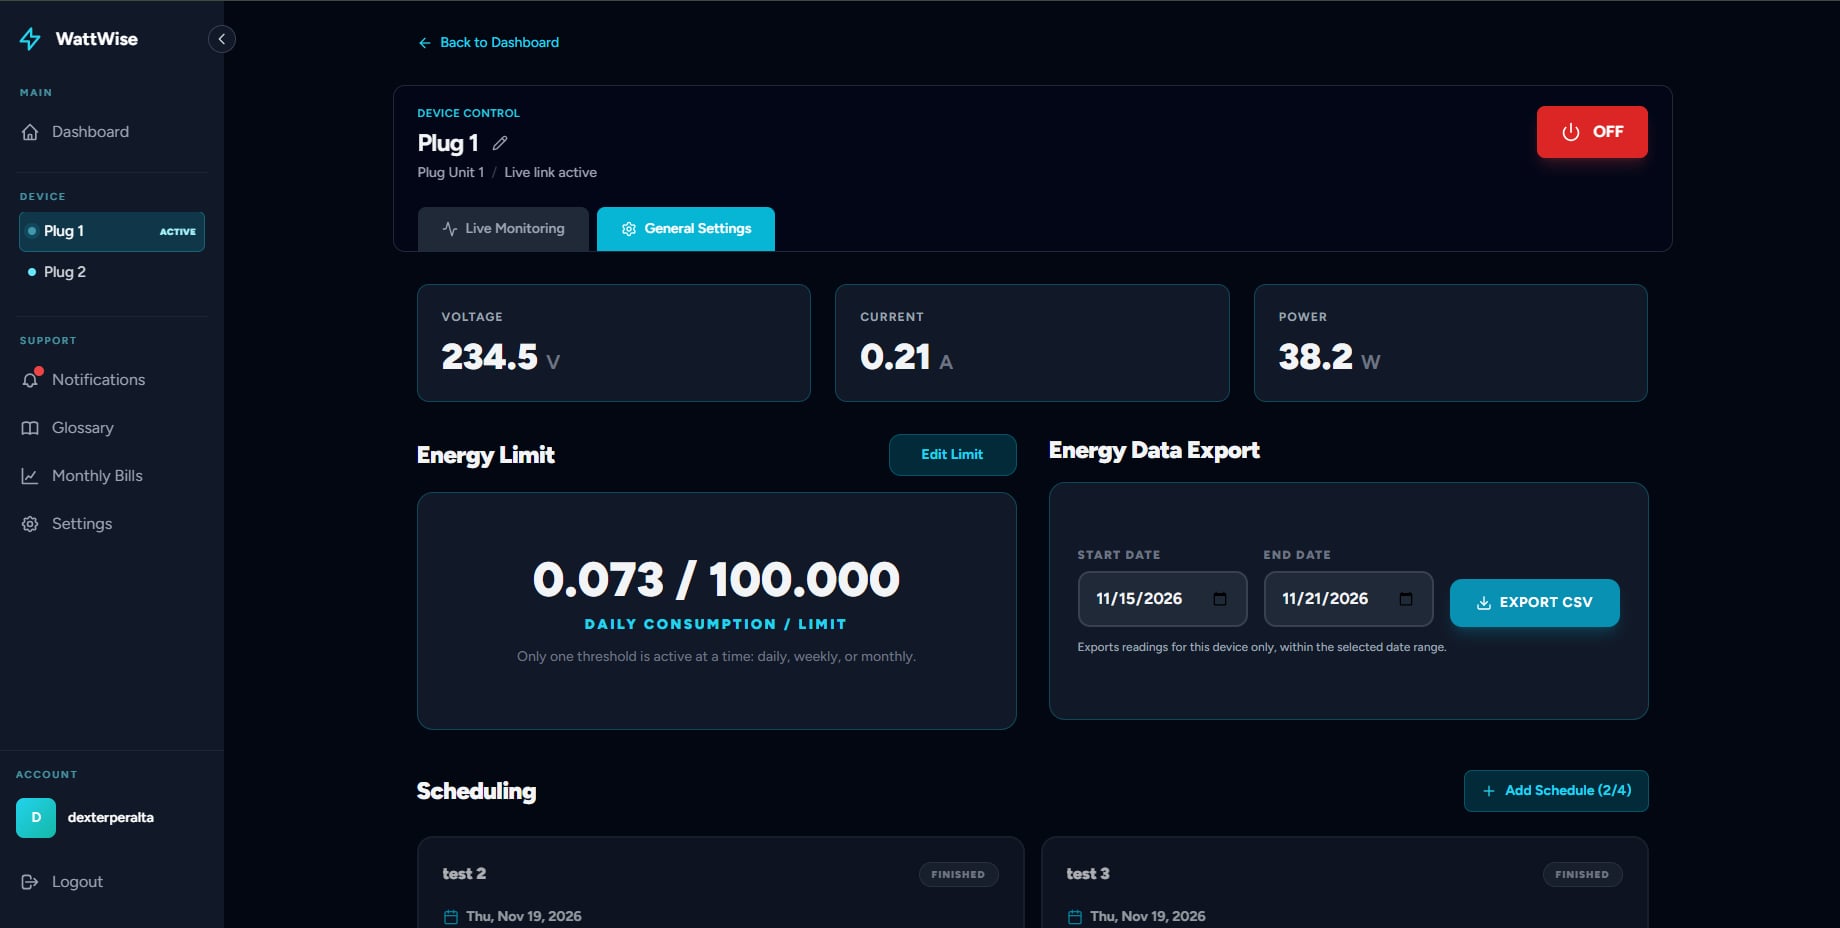 WattWise
MAIN
Dashboard
DEVICE
Plug 1 ACTIVE
Plug 2
SUPPORT
Notifications
Glossary
Monthly Bills
Settings
ACCOUNT
D dexterperalta
Logout
Back to Dashboard
DEVICE CONTROL
Plug 1
Plug Unit 1 / Live link active
OFF
Live Monitoring
General Settings
VOLTAGE
234.5 V
CURRENT
0.21 A
POWER
38.2 W
Energy Limit
Edit Limit
0.073 / 100.000
DAILY CONSUMPTION / LIMIT
Only one threshold is active at a time: daily, weekly, or monthly.
Energy Data Export
START DATE
11/15/2026
END DATE
11/21/2026
EXPORT CSV
Exports readings for this device only, within the selected date range.
Scheduling
Add Schedule (2/4)
test 2
FINISHED
Thu, Nov 19, 2026
test 3
FINISHED
Thu, Nov 19, 2026